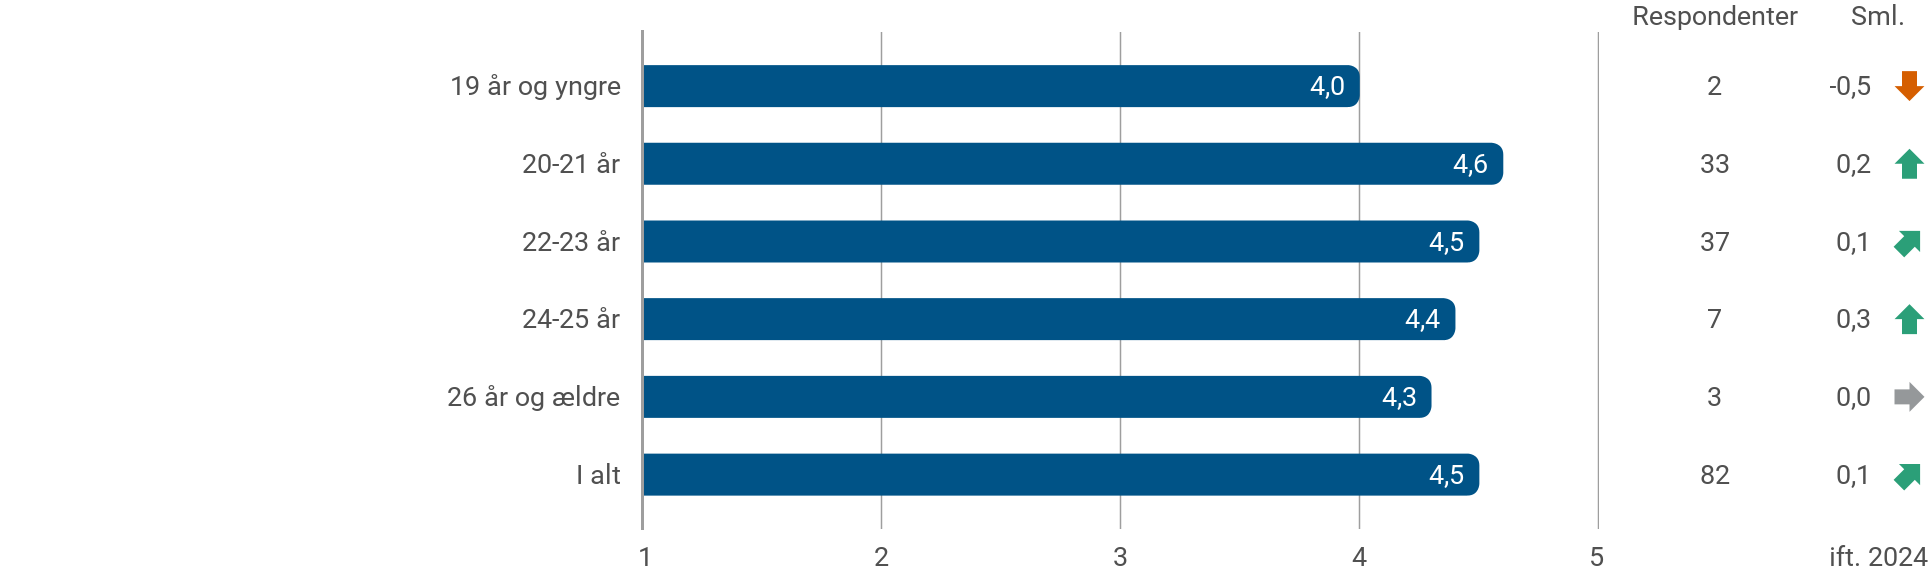 Respondenter Sml.
19 år og yngre 4,0 2 -0,5
20-21 år 4,6 33 0,2
22-23 år 4,5 37 0,1
24-25 år 4,4 7 0,3
26 år og ældre 4,3 3 0,0
I alt 4,5 82 0,1
1 2 3 4 5 ift. 2024